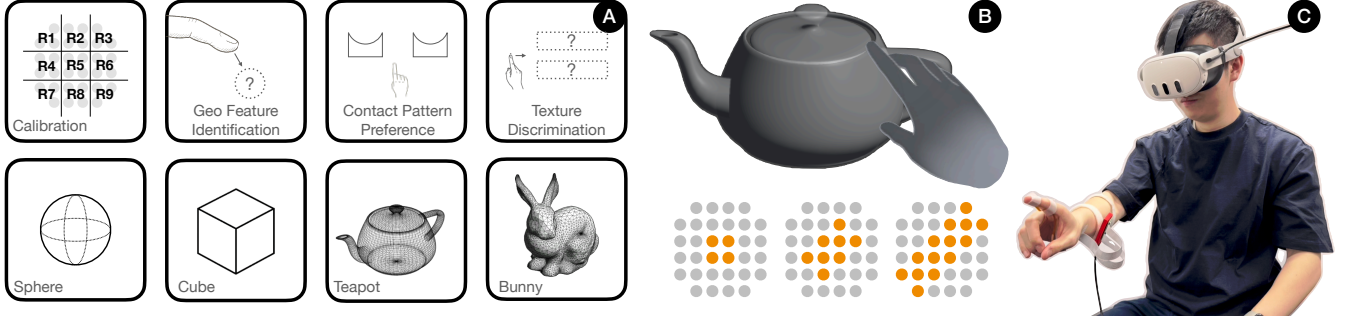 A
B
C
R1 R2 R3
R4 R5 R6
R7 R8 R9
Calibration
?
Geo Feature
Identification
Contact Pattern
Preference
?
?
Texture
Discrimination
Sphere
Cube
Teapot
Bunny